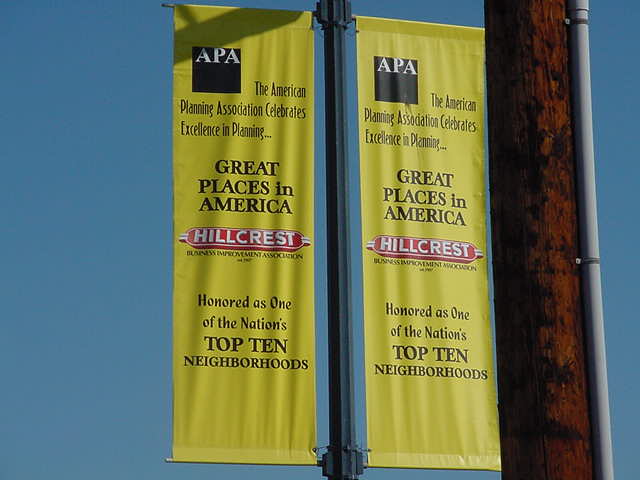 APA
The American
Planning Association Celebrates
Excellence in Planning...
GREAT
PLACES in
AMERICA
HILLCREST
BUSINESS IMPROVEMENT ASSOCIATION
Honored as One
of the Nation's
TOP TEN
NEIGHBORHOODS
APA
The American
Planning Association Celebrates
Excellence in Planning...
GREAT
PLACES in
AMERICA
HILLCREST
BUSINESS IMPROVEMENT ASSOCIATION
Honored as One
of the Nation's
TOP TEN
NEIGHBORHOODS